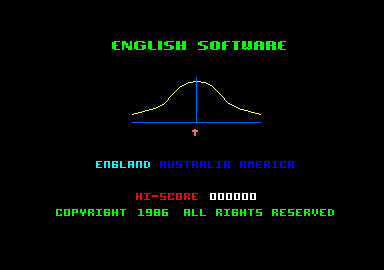 ENGLISH SOFTWARE
ENGLAND AUSTRALIA AMERICA
HI-SCORE 000000
COPYRIGHT 1986 ALL RIGHTS RESERVED